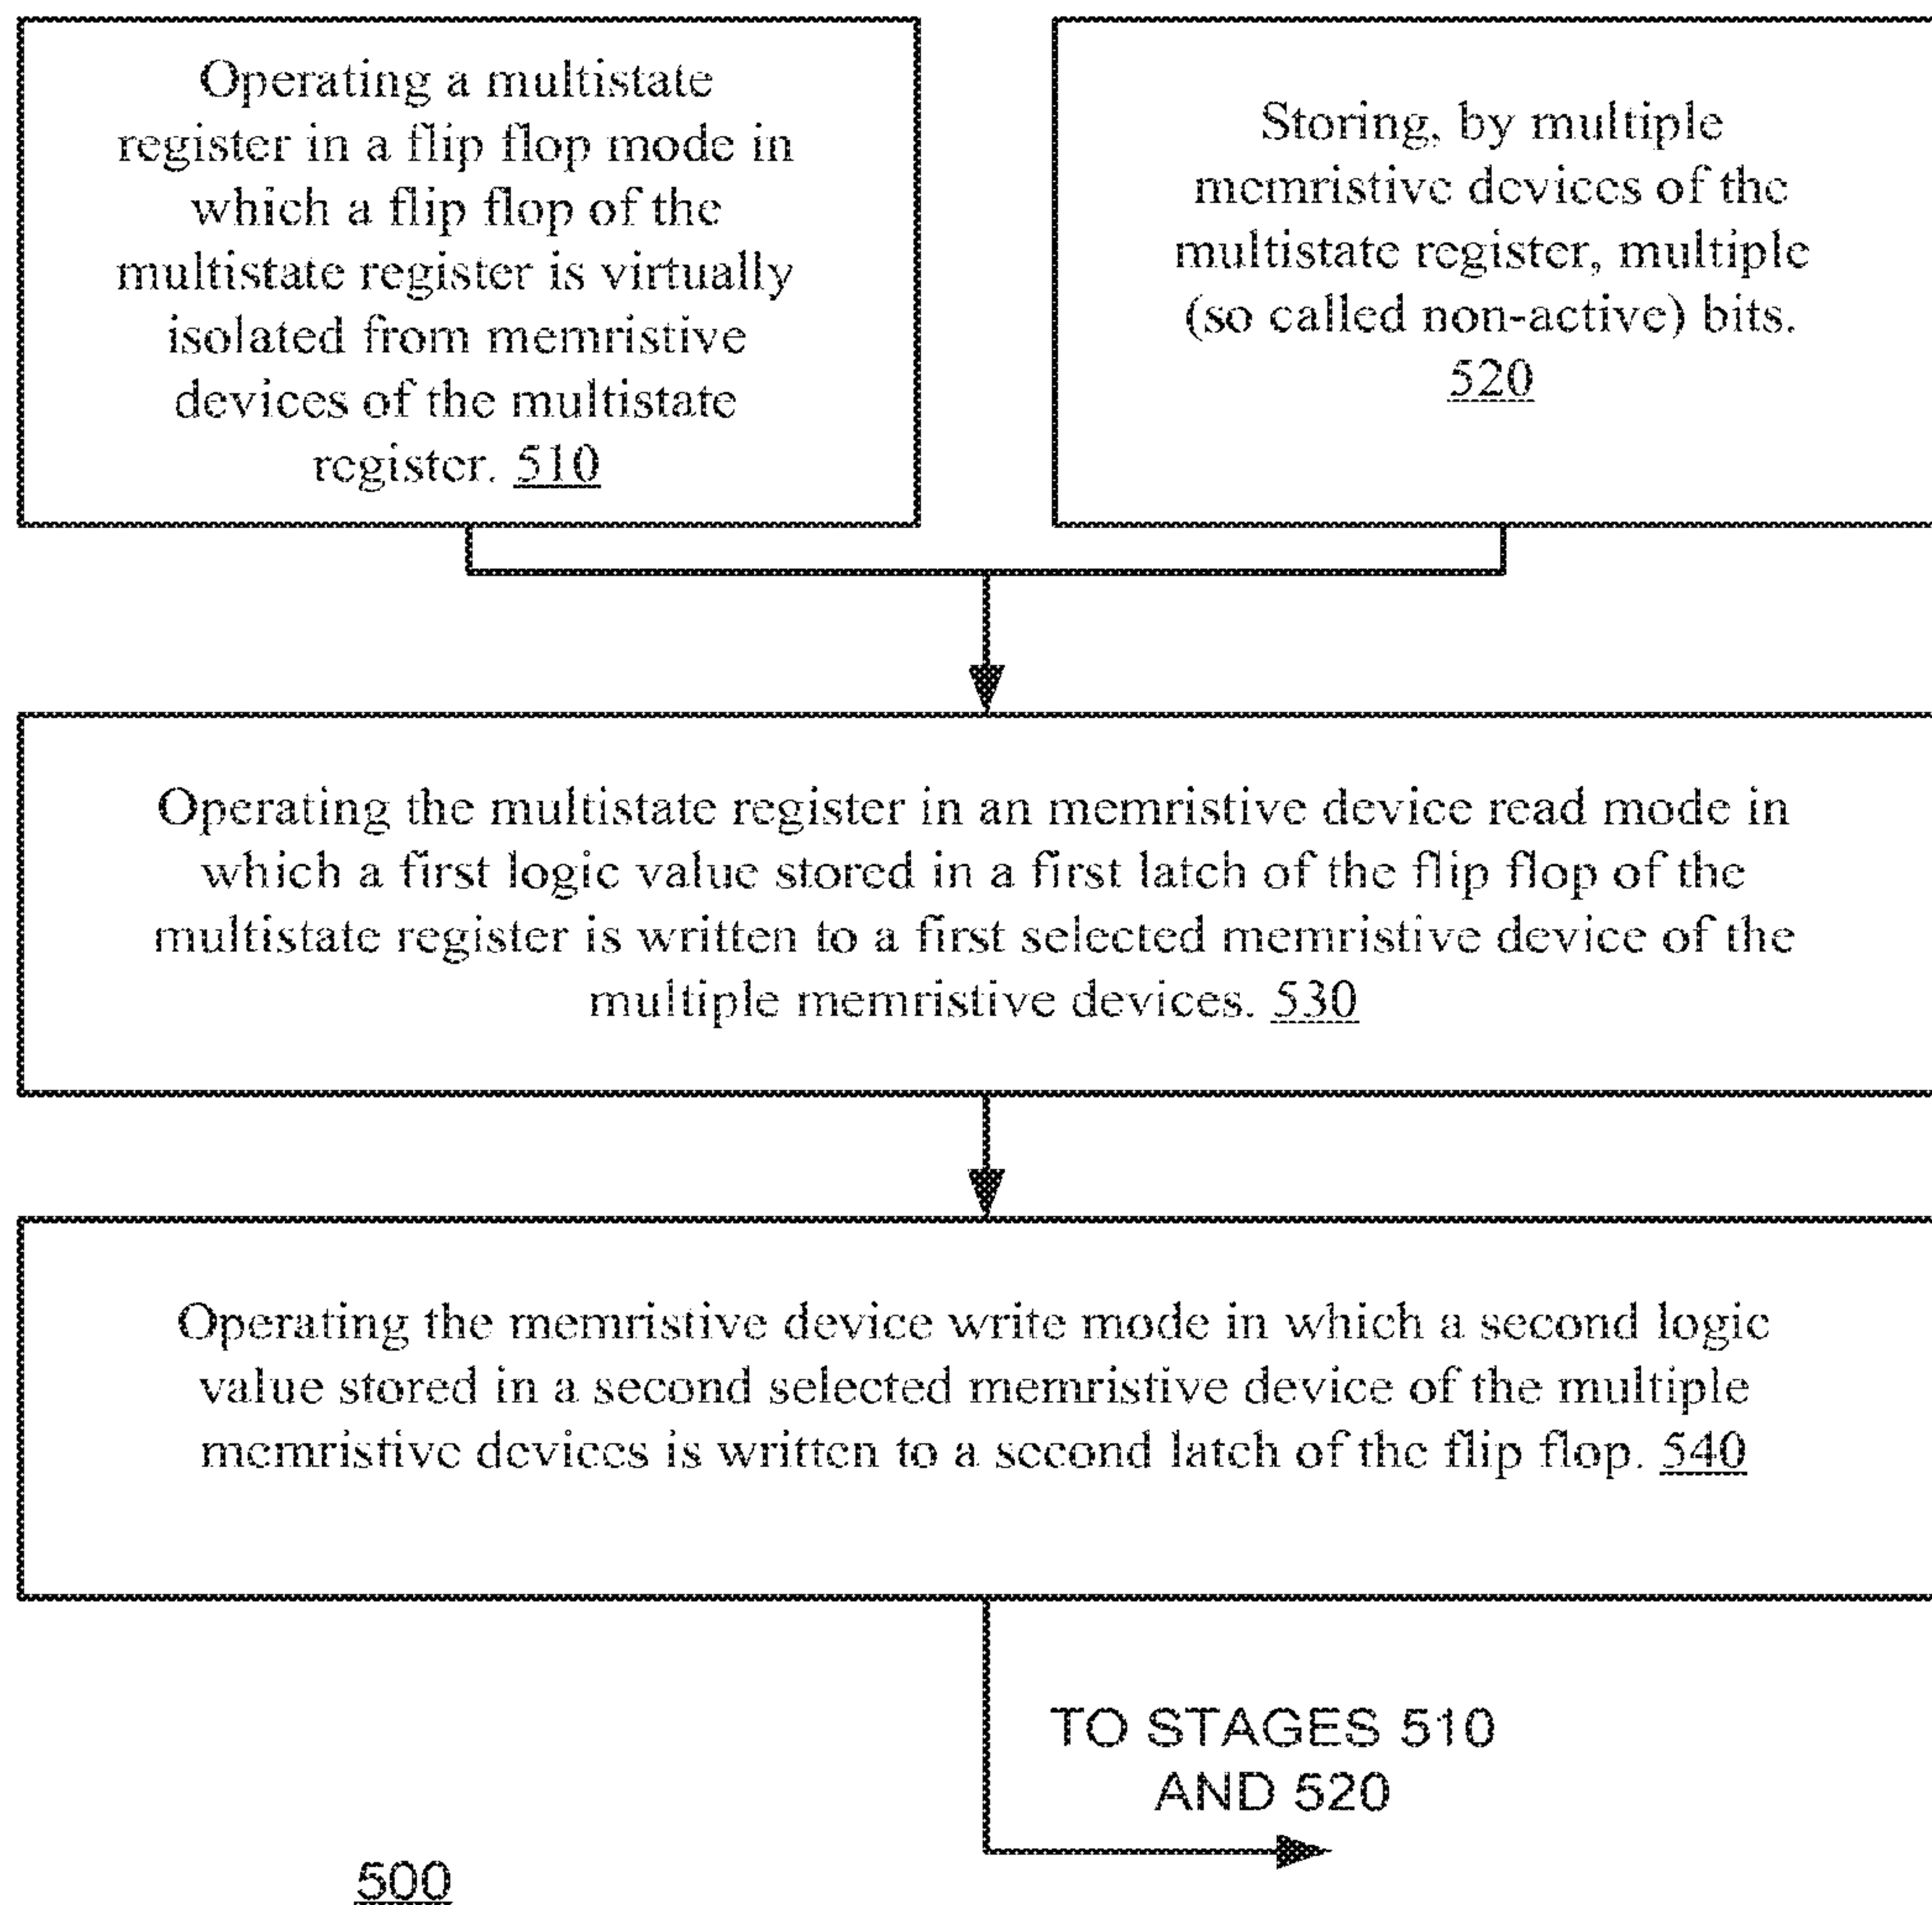 Operating a multistate
register in a flip flop mode in
which a flip flop of the
multistate register is virtually
isolated from memristive
devices of the multistate
register. 510
Storing, by multiple
memristive devices of the
multistate register, multiple
(so called non-active) bits.
520
Operating the multistate register in an memristive device read mode in
which a first logic value stored in a first latch of the flip flop of the
multistate register is written to a first selected memristive device of the
multiple memristive devices. 530
Operating the memristive device write mode in which a second logic
value stored in a second selected memristive device of the multiple
memristive devices is written to a second latch of the flip flop. 540
TO STAGES 510
AND 520
500